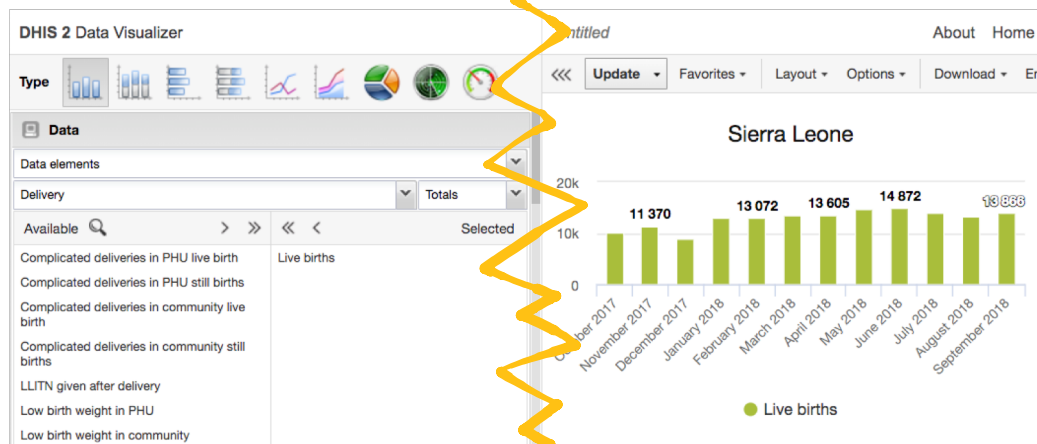 DHIS 2 Data Visualizer
Type
Data
Data elements
Delivery
Totals
Available
Selected
Complicated deliveries in PHU live birth
Complicated deliveries in PHU still births
Complicated deliveries in community live
birth
Complicated deliveries in community still
births
LLITN given after delivery
Low birth weight in PHU
Low birth weight in community
Live births
About Home
Update Favorites Layout Options Download
Sierra Leone
20k
10k
0
11 370
13 072
13 605
14 872
13 866
2017
November 2017
December 2017
January 2018
February 2018
March 2018
April 2018
May 2018
June 2018
July 2018
August 2018
September 2018
Live births